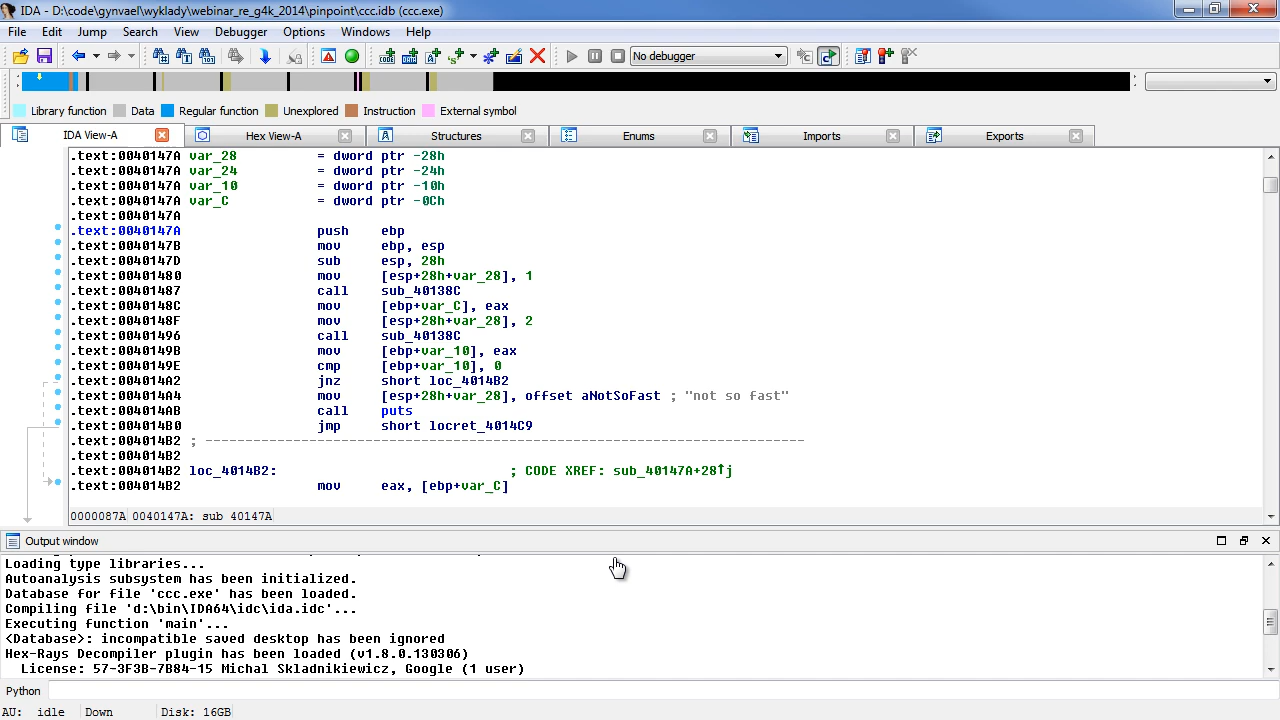 IDA - D:\code\gynvael\wyklady\webinar_re_g4k_2014\pinpoint\ccc.idb (ccc.exe)
File Edit Jump Search View Debugger Options Windows Help
No debugger
Library function Data Regular function Unexplored Instruction External symbol
IDA View-A Hex View-A Structures Enums Imports Exports
.text:0040147A var_28 = dword ptr -28h
.text:0040147A var_24 = dword ptr -24h
.text:0040147A var_10 = dword ptr -10h
.text:0040147A var_C = dword ptr -0Ch
.text:0040147A
.text:0040147A push ebp
.text:0040147B mov ebp, esp
.text:0040147D sub esp, 28h
.text:00401480 mov [esp+28h+var_28], 1
.text:00401487 call sub_40138C
.text:0040148C mov [ebp+var_C], eax
.text:0040148F mov [esp+28h+var_28], 2
.text:00401496 call sub_40138C
.text:0040149B mov [ebp+var_10], eax
.text:0040149E cmp [ebp+var_10], 0
.text:004014A2 jnz short loc_4014B2
.text:004014A4 mov [esp+28h+var_28], offset aNotSoFast ; "not so fast"
.text:004014AB call puts
.text:004014B0 jmp short locret_4014C9
.text:004014B2 ; ---------------------------------------------------------------------------
.text:004014B2
.text:004014B2 loc_4014B2: ; CODE XREF: sub_40147A+28↑j
.text:004014B2 mov eax, [ebp+var_C]
0000087A 0040147A: sub_40147A
Output window
Loading type libraries...
Autoanalysis subsystem has been initialized.
Database for file 'ccc.exe' has been loaded.
Compiling file 'd:\bin\IDA64\idc\ida.idc'...
Executing function 'main'...
<Database>: incompatible saved desktop has been ignored
Hex-Rays Decompiler plugin has been loaded (v1.8.0.130306)
License: 57-3F3B-7B84-15 Michal Skladnikiewicz, Google (1 user)
Python
AU: idle Down Disk: 16GB